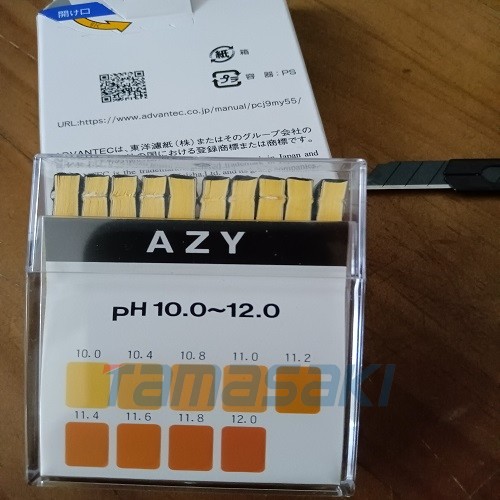 開け口
紙 箱
プラ 容 器：PS
URL:https://www.advantec.co.jp/manual/pcj9my55/
ADVANTECは、東洋濾紙(株)またはそのグループ会社の
国における登録商標または商標です。
AZY
pH 10.0~12.0
10.0 10.4 10.8 11.0 11.2
Tamasaki
11.4 11.6 11.8 12.0